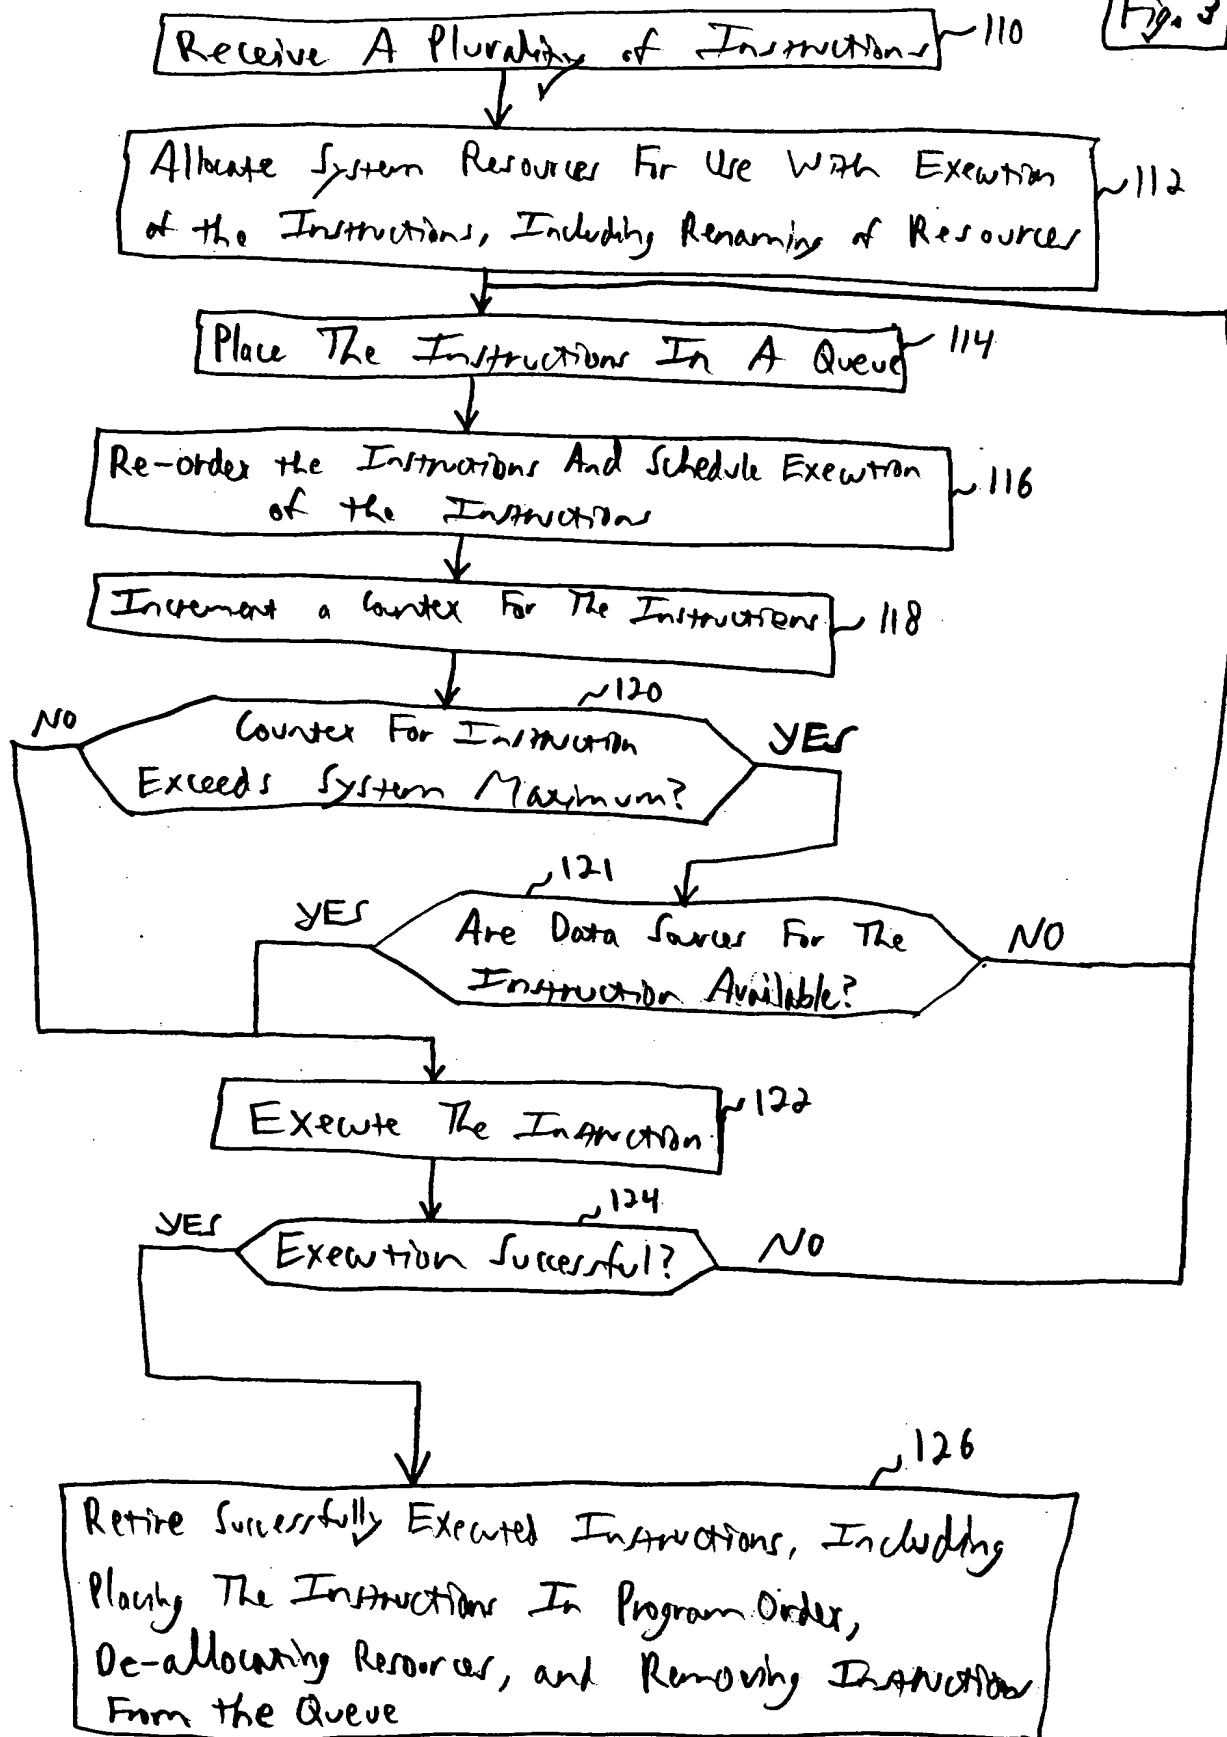 Fig. 3
Receive A Plurality of Instructions
110
Allocate System Resources For Use With Execution
of the Instructions, Including Renaming of Resources
112
Place The Instructions In A Queue
114
Re-order the Instructions And Schedule Execution
of the Instructions
116
Increment a Counter For The Instructions
118
120
NO
Counter For Instruction
Exceeds System Maximum?
YES
121
YES
Are Data Sources For The
Instruction Available?
NO
Execute The Instruction
122
124
YES
Execution Successful?
NO
126
Retire Successfully Executed Instructions, Including
Placing The Instructions In Program Order,
De-allocating Resources, and Removing Instructions
From the Queue